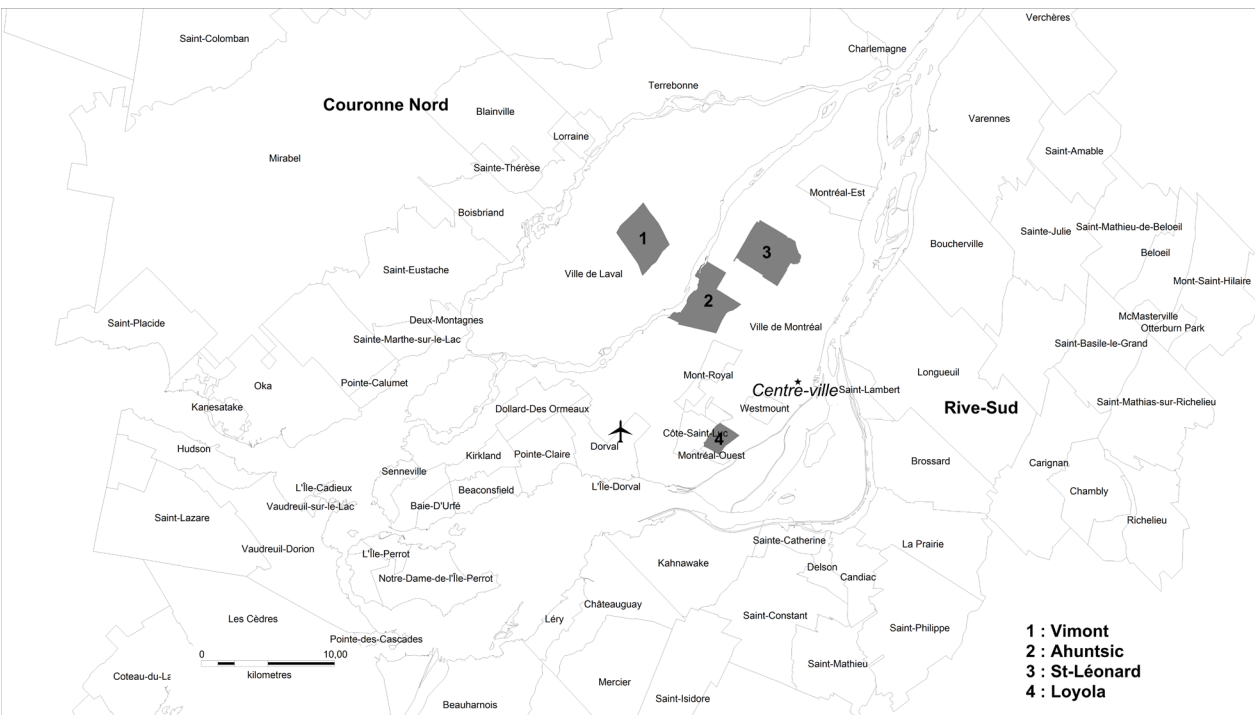 Verchères
Saint-Colomban
Charlemagne
Terrebonne
Couronne Nord
Blainville
Varennes
Lorraine
Saint-Amable
Mirabel
Sainte-Thérèse
Montréal-Est
Boisbriand
Saint-Mathieu-de-Beloeil
Sainte-Julie
1
3
Boucherville
Beloeil
Saint-Eustache
Ville de Laval
Mont-Saint-Hilaire
2
McMasterville
Deux-Montagnes
Saint-Placide
Ville de Montréal
Otterburn Park
Sainte-Marthe-sur-le-Lac
Saint-Basile-le-Grand
Mont-Royal
Longueuil
Pointe-Calumet
Oka
Centre-ville
Saint-Lambert
Kanesatake
Dollard-Des Ormeaux
Westmount
Rive-Sud
Saint-Mathias-sur-Richelieu
Côte-Saint-Luc
4
Hudson
Dorval
Kirkland
Pointe-Claire
Montréal-Ouest
Brossard
Carignan
Senneville
L'Île-Cadieux
Beaconsfield
L'Île-Dorval
Chambly
Vaudreuil-sur-le-Lac
Baie-D'Urfé
Saint-Lazare
Richelieu
Sainte-Catherine
La Prairie
Vaudreuil-Dorion
L'Île-Perrot
Kahnawake
Delson
Candiac
Notre-Dame-de-l'Île-Perrot
Châteauguay
Les Cèdres
Léry
Saint-Constant
Saint-Philippe
Pointe-des-Cascades
0 10,00
kilometres
Saint-Mathieu
Coteau-du-La
Mercier
Saint-Isidore
Beauharnois
1 : Vimont
2 : Ahuntsic
3 : St-Léonard
4 : Loyola